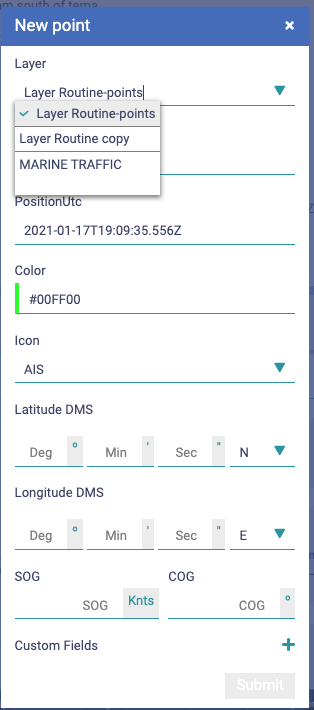 om south of tema
New point ×
Layer
Layer Routine-points
✓ Layer Routine-points
Layer Routine copy
MARINE TRAFFIC
PositionUtc
2021-01-17T19:09:35.556Z
Color
#00FF00
Icon
AIS
Latitude DMS
Deg ° Min ' Sec " N
Longitude DMS
Deg ° Min ' Sec " E
SOG COG
SOG Knts COG °
Custom Fields +
Submit